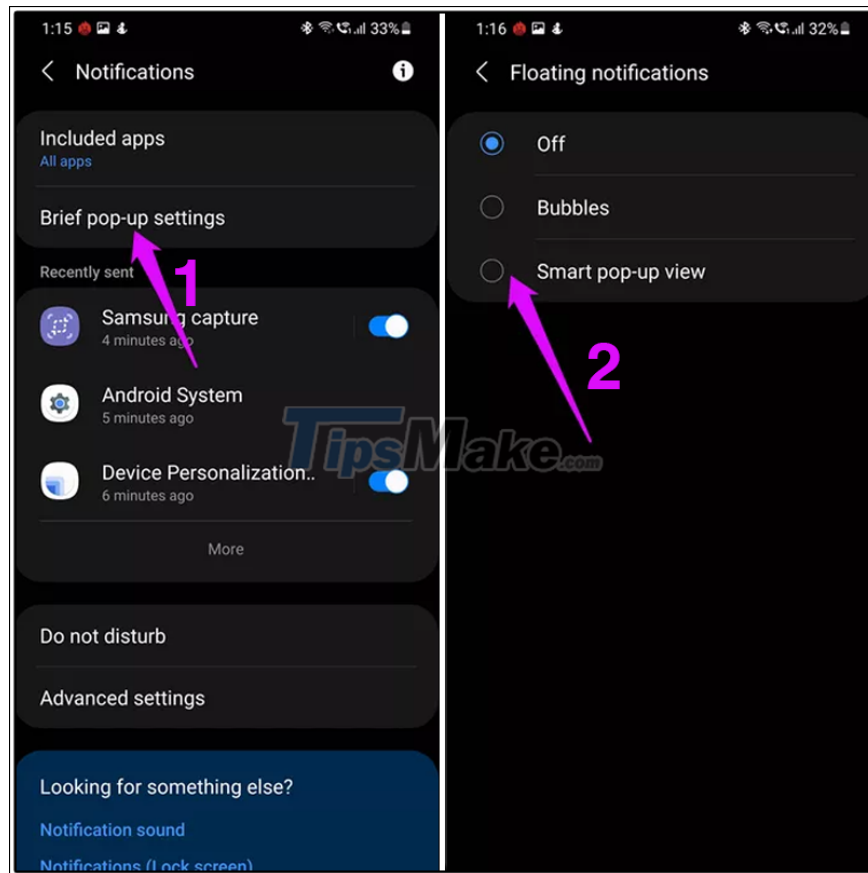 1:15 33%
Notifications
Included apps
All apps
Brief pop-up settings
1
Recently sent
Samsung capture
4 minutes ago
Android System
5 minutes ago
Device Personalization..
6 minutes ago
More
Do not disturb
Advanced settings
Looking for something else?
Notification sound
Notifications (Lock screen)
1:16 32%
Floating notifications
Off
Bubbles
Smart pop-up view
2
TipsMake.com